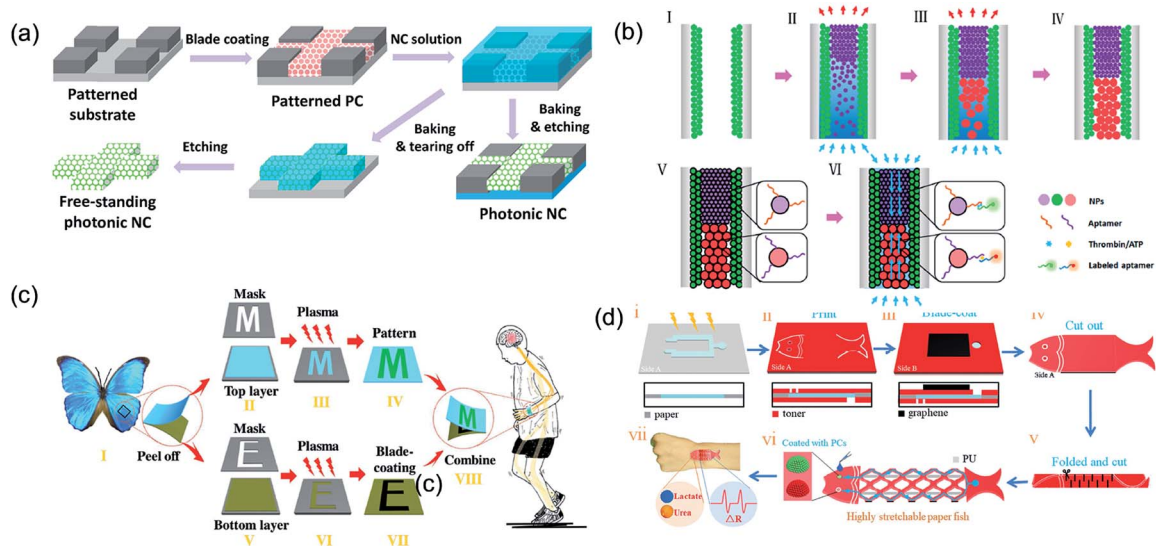 (a)
Blade coating
NC solution
Patterned
substrate
Patterned PC
Baking
& etching
Baking
& tearing off
Etching
Free-standing
photonic NC
Photonic NC
(b)
I
II
III
IV
V
VI
NPs
Aptamer
Thrombin/ATP
Labeled aptamer
(c)
Mask
M
Plasma
Pattern
M
M
Top layer
II
III
IV
I
Peel off
M
Combine
VIII
Mask
E
Plasma
Blade-
coating
(c)
E
E
Bottom layer
V
VI
VII
(d)
i
ii
Print
iii
Blade-coat
iv
Cut out
Side A
Side A
Side B
Side A
paper
toner
graphene
vii
vi
Coated with PCs
PU
v
Folded and cut
Lactate
Urea
△R
Highly stretchable paper fish